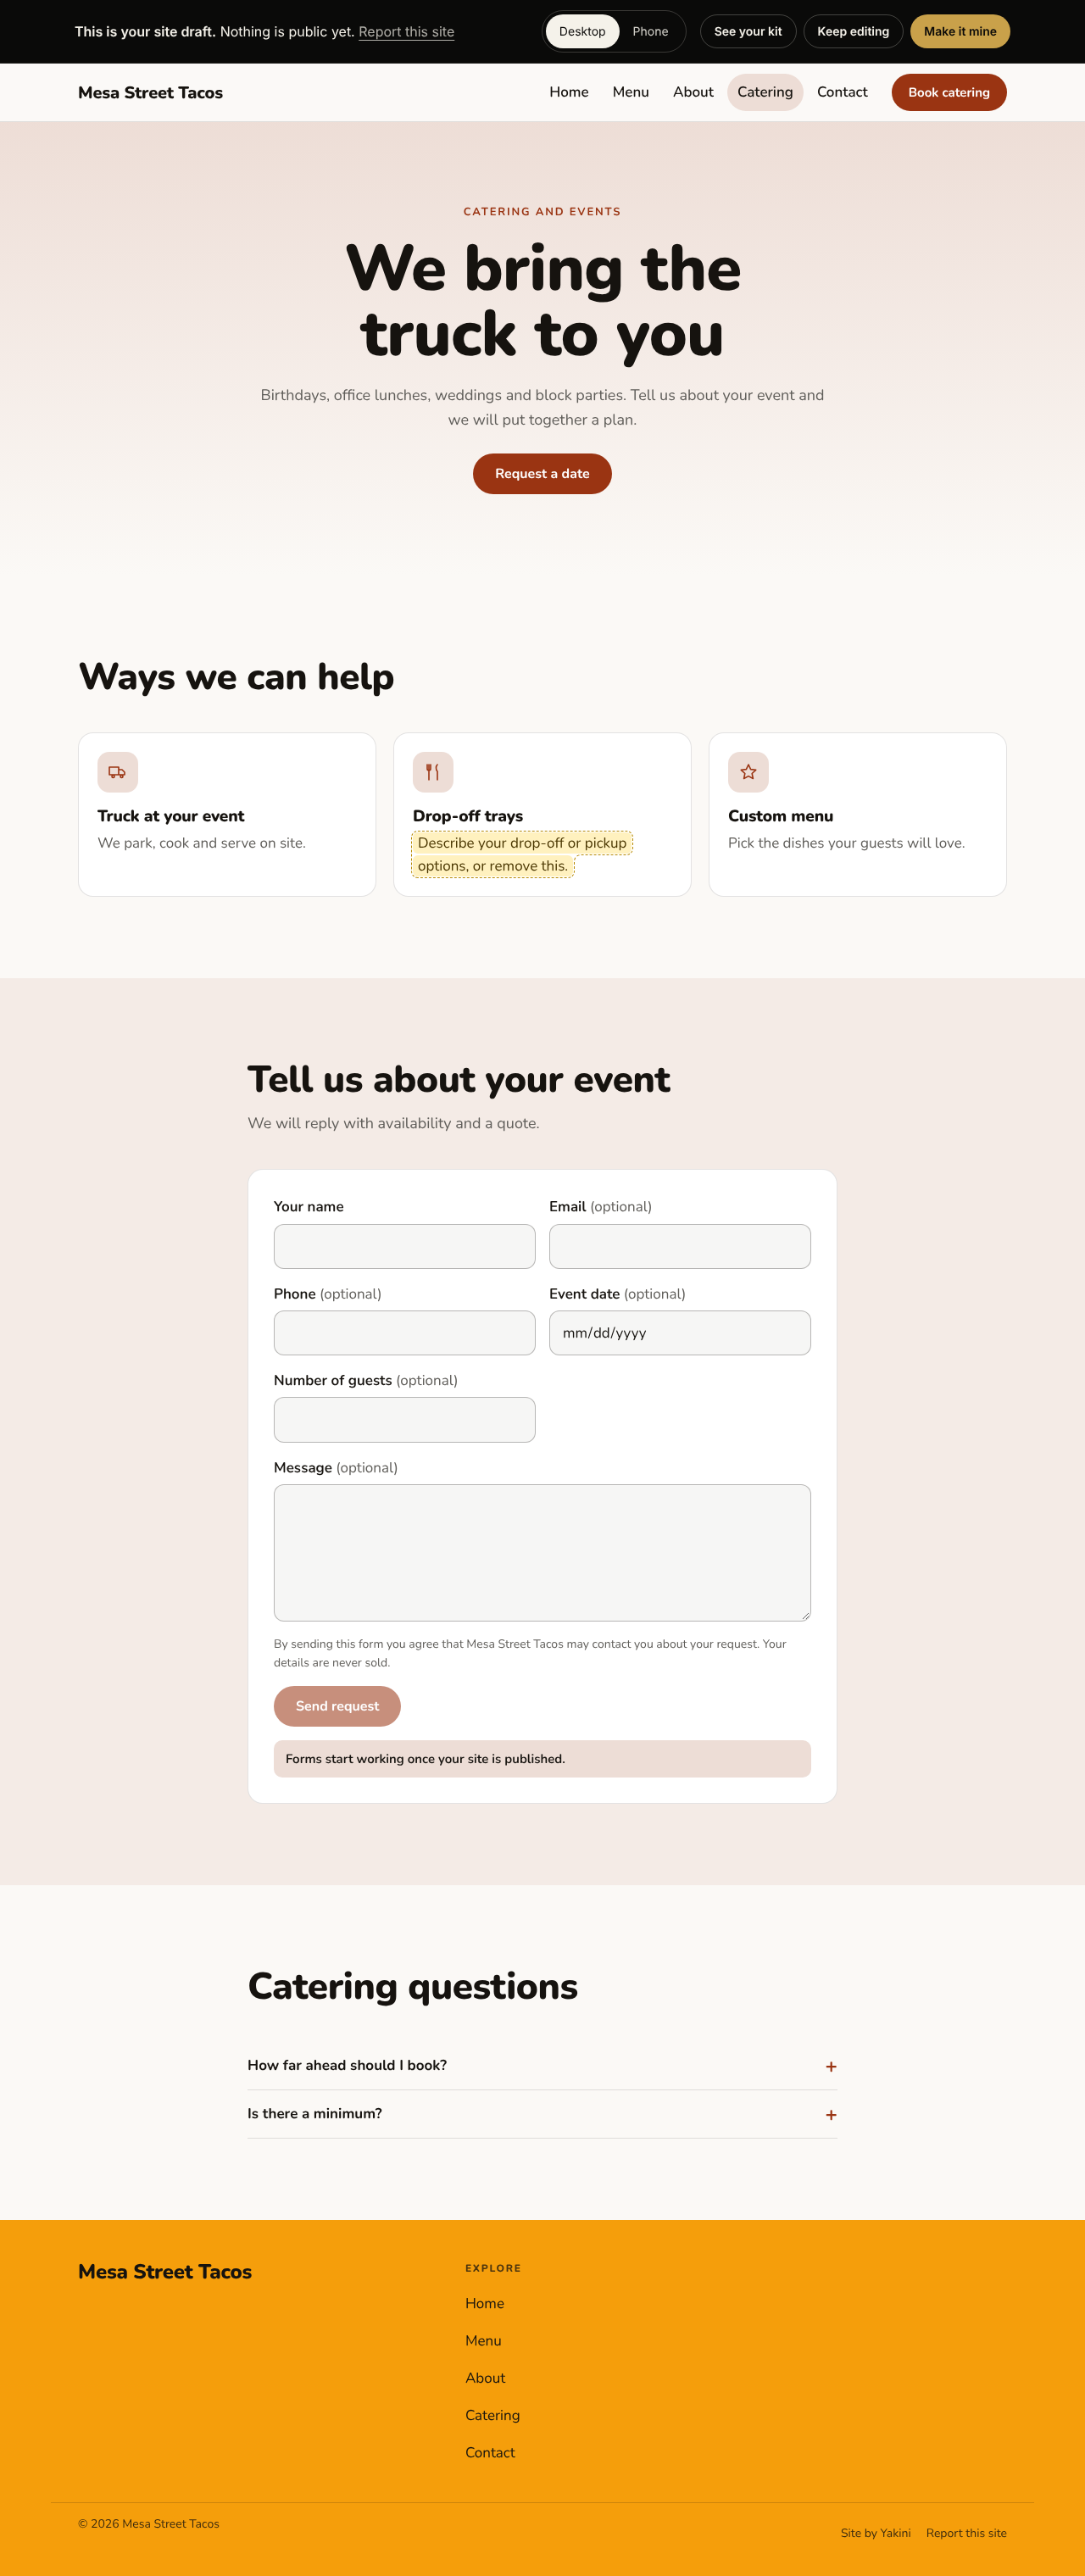 This is your site draft. Nothing is public yet. Report this site
Desktop Phone See your kit Keep editing Make it mine
Mesa Street Tacos
Home Menu About Catering Contact Book catering
CATERING AND EVENTS
We bring the
truck to you
Birthdays, office lunches, weddings and block parties. Tell us about your event and
we will put together a plan.
Request a date
Ways we can help
Truck at your event
We park, cook and serve on site.
Drop-off trays
Describe your drop-off or pickup
options, or remove this.
Custom menu
Pick the dishes your guests will love.
Tell us about your event
We will reply with availability and a quote.
Your name
Email (optional)
Phone (optional)
Event date (optional)
mm/dd/yyyy
Number of guests (optional)
Message (optional)
By sending this form you agree that Mesa Street Tacos may contact you about your request. Your
details are never sold.
Send request
Forms start working once your site is published.
Catering questions
How far ahead should I book? +
Is there a minimum? +
Mesa Street Tacos
EXPLORE
Home
Menu
About
Catering
Contact
© 2026 Mesa Street Tacos
Site by Yakini Report this site